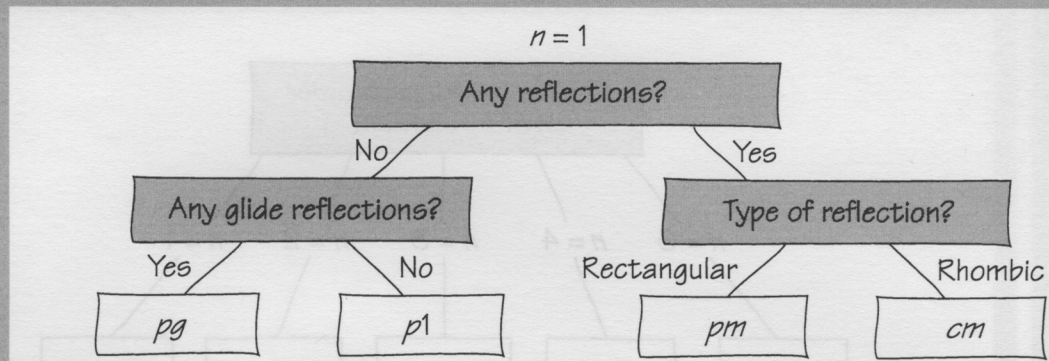 n = 1
Any reflections?
No
Yes
Any glide reflections?
Type of reflection?
Yes
No
Rectangular
Rhombic
pg
p1
pm
cm